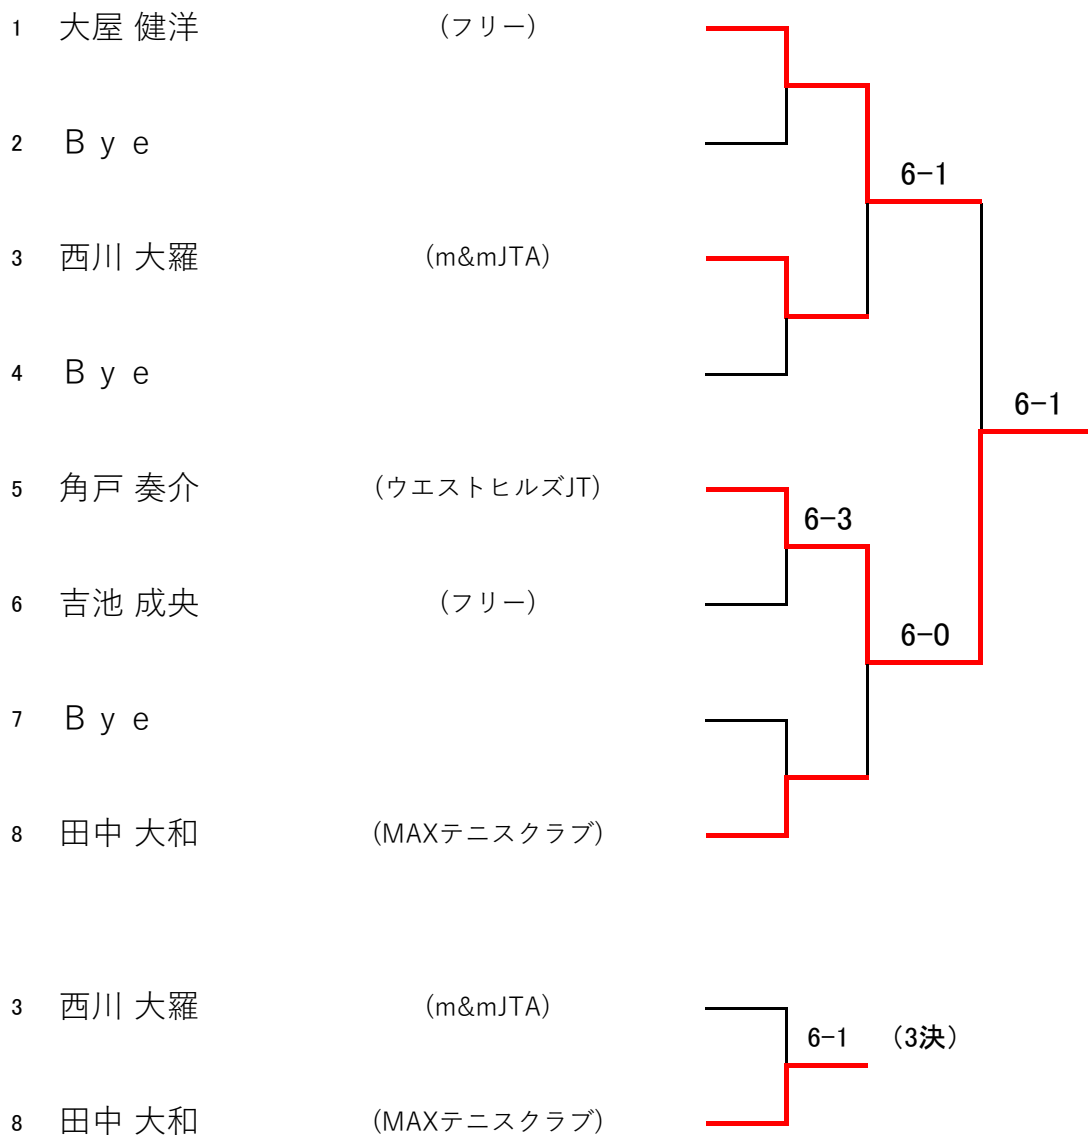 1 大屋 健洋 (フリー)
2 Ｂｙｅ
6-1
3 西川 大羅 (m&mJTA)
4 Ｂｙｅ
6-1
5 角戸 奏介 (ウエストヒルズJT)
6-3
6 吉池 成央 (フリー)
6-0
7 Ｂｙｅ
8 田中 大和 (MAXテニスクラブ)
3 西川 大羅 (m&mJTA)
6-1 （3決）
8 田中 大和 (MAXテニスクラブ)